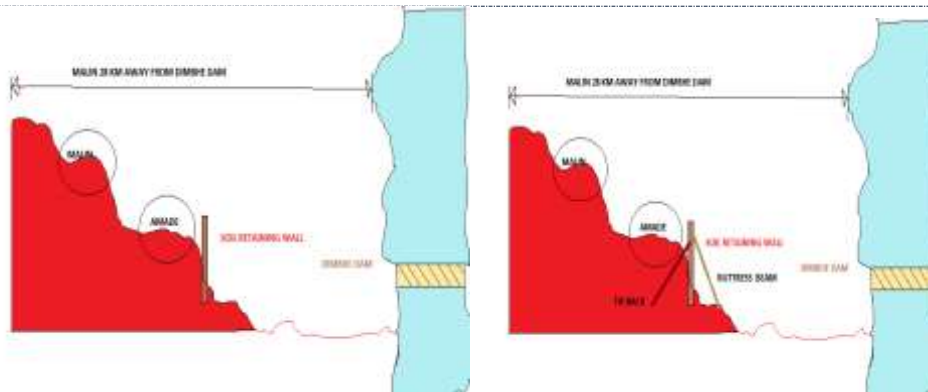 MALIN 28 KM AWAY FROM DIMBHE DAM
MALIN
AMADE
SOIL RETAINING WALL
DIMBHE DAM
MALIN 28 KM AWAY FROM DIMBHE DAM
MALIN
AMADE
SOIL RETAINING WALL
BUTTRESS BEAM
DIMBHE DAM
TIE BACK